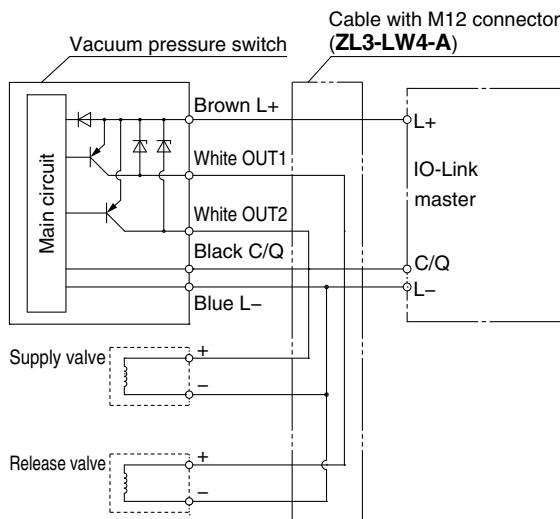 Cable with M12 connector
(ZL3-LW4-A)
Vacuum pressure switch
Main circuit
Brown L+
White OUT1
White OUT2
Black C/Q
Blue L−
L+
IO-Link
master
C/Q
L−
Supply valve
+
−
Release valve
+
−